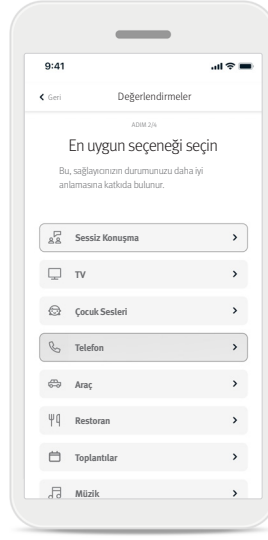 9:41
Geri
Değerlendirmeler
ADIM 2/4
En uygun seçeneği seçin
Bu, sağlayıcınızın durumunuzu daha iyi
anlamasına katkıda bulunur.
Sessiz Konuşma
TV
Çocuk Sesleri
Telefon
Araç
Restoran
Toplantılar
Müzik